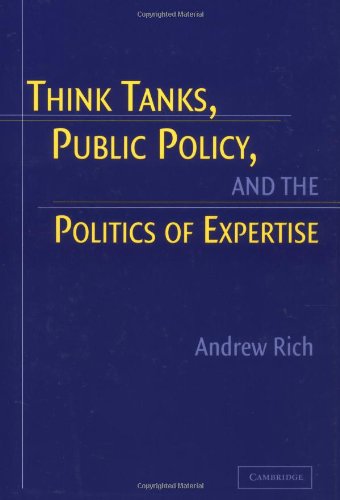 THINK TANKS,
PUBLIC POLICY,
AND THE
POLITICS OF EXPERTISE
Andrew Rich
CAMBRIDGE